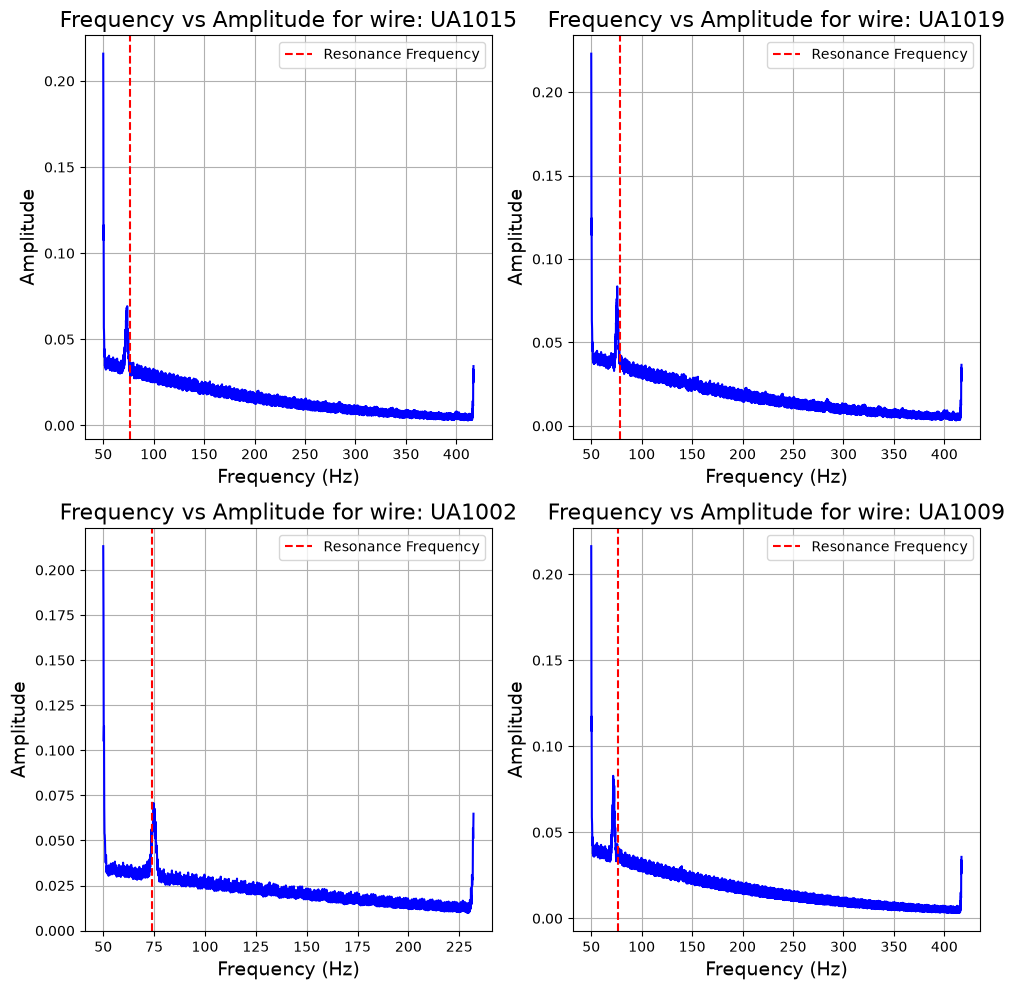 Frequency vs Amplitude for wire: UA1015
Resonance Frequency
0.20
0.15
0.10
0.05
0.00
Amplitude
50 100 150 200 250 300 350 400
Frequency (Hz)
Frequency vs Amplitude for wire: UA1019
Resonance Frequency
0.20
0.15
0.10
0.05
0.00
Amplitude
50 100 150 200 250 300 350 400
Frequency (Hz)
Frequency vs Amplitude for wire: UA1002
Resonance Frequency
0.200
0.175
0.150
0.125
0.100
0.075
0.050
0.025
0.000
Amplitude
50 75 100 125 150 175 200 225
Frequency (Hz)
Frequency vs Amplitude for wire: UA1009
Resonance Frequency
0.20
0.15
0.10
0.05
0.00
Amplitude
50 100 150 200 250 300 350 400
Frequency (Hz)